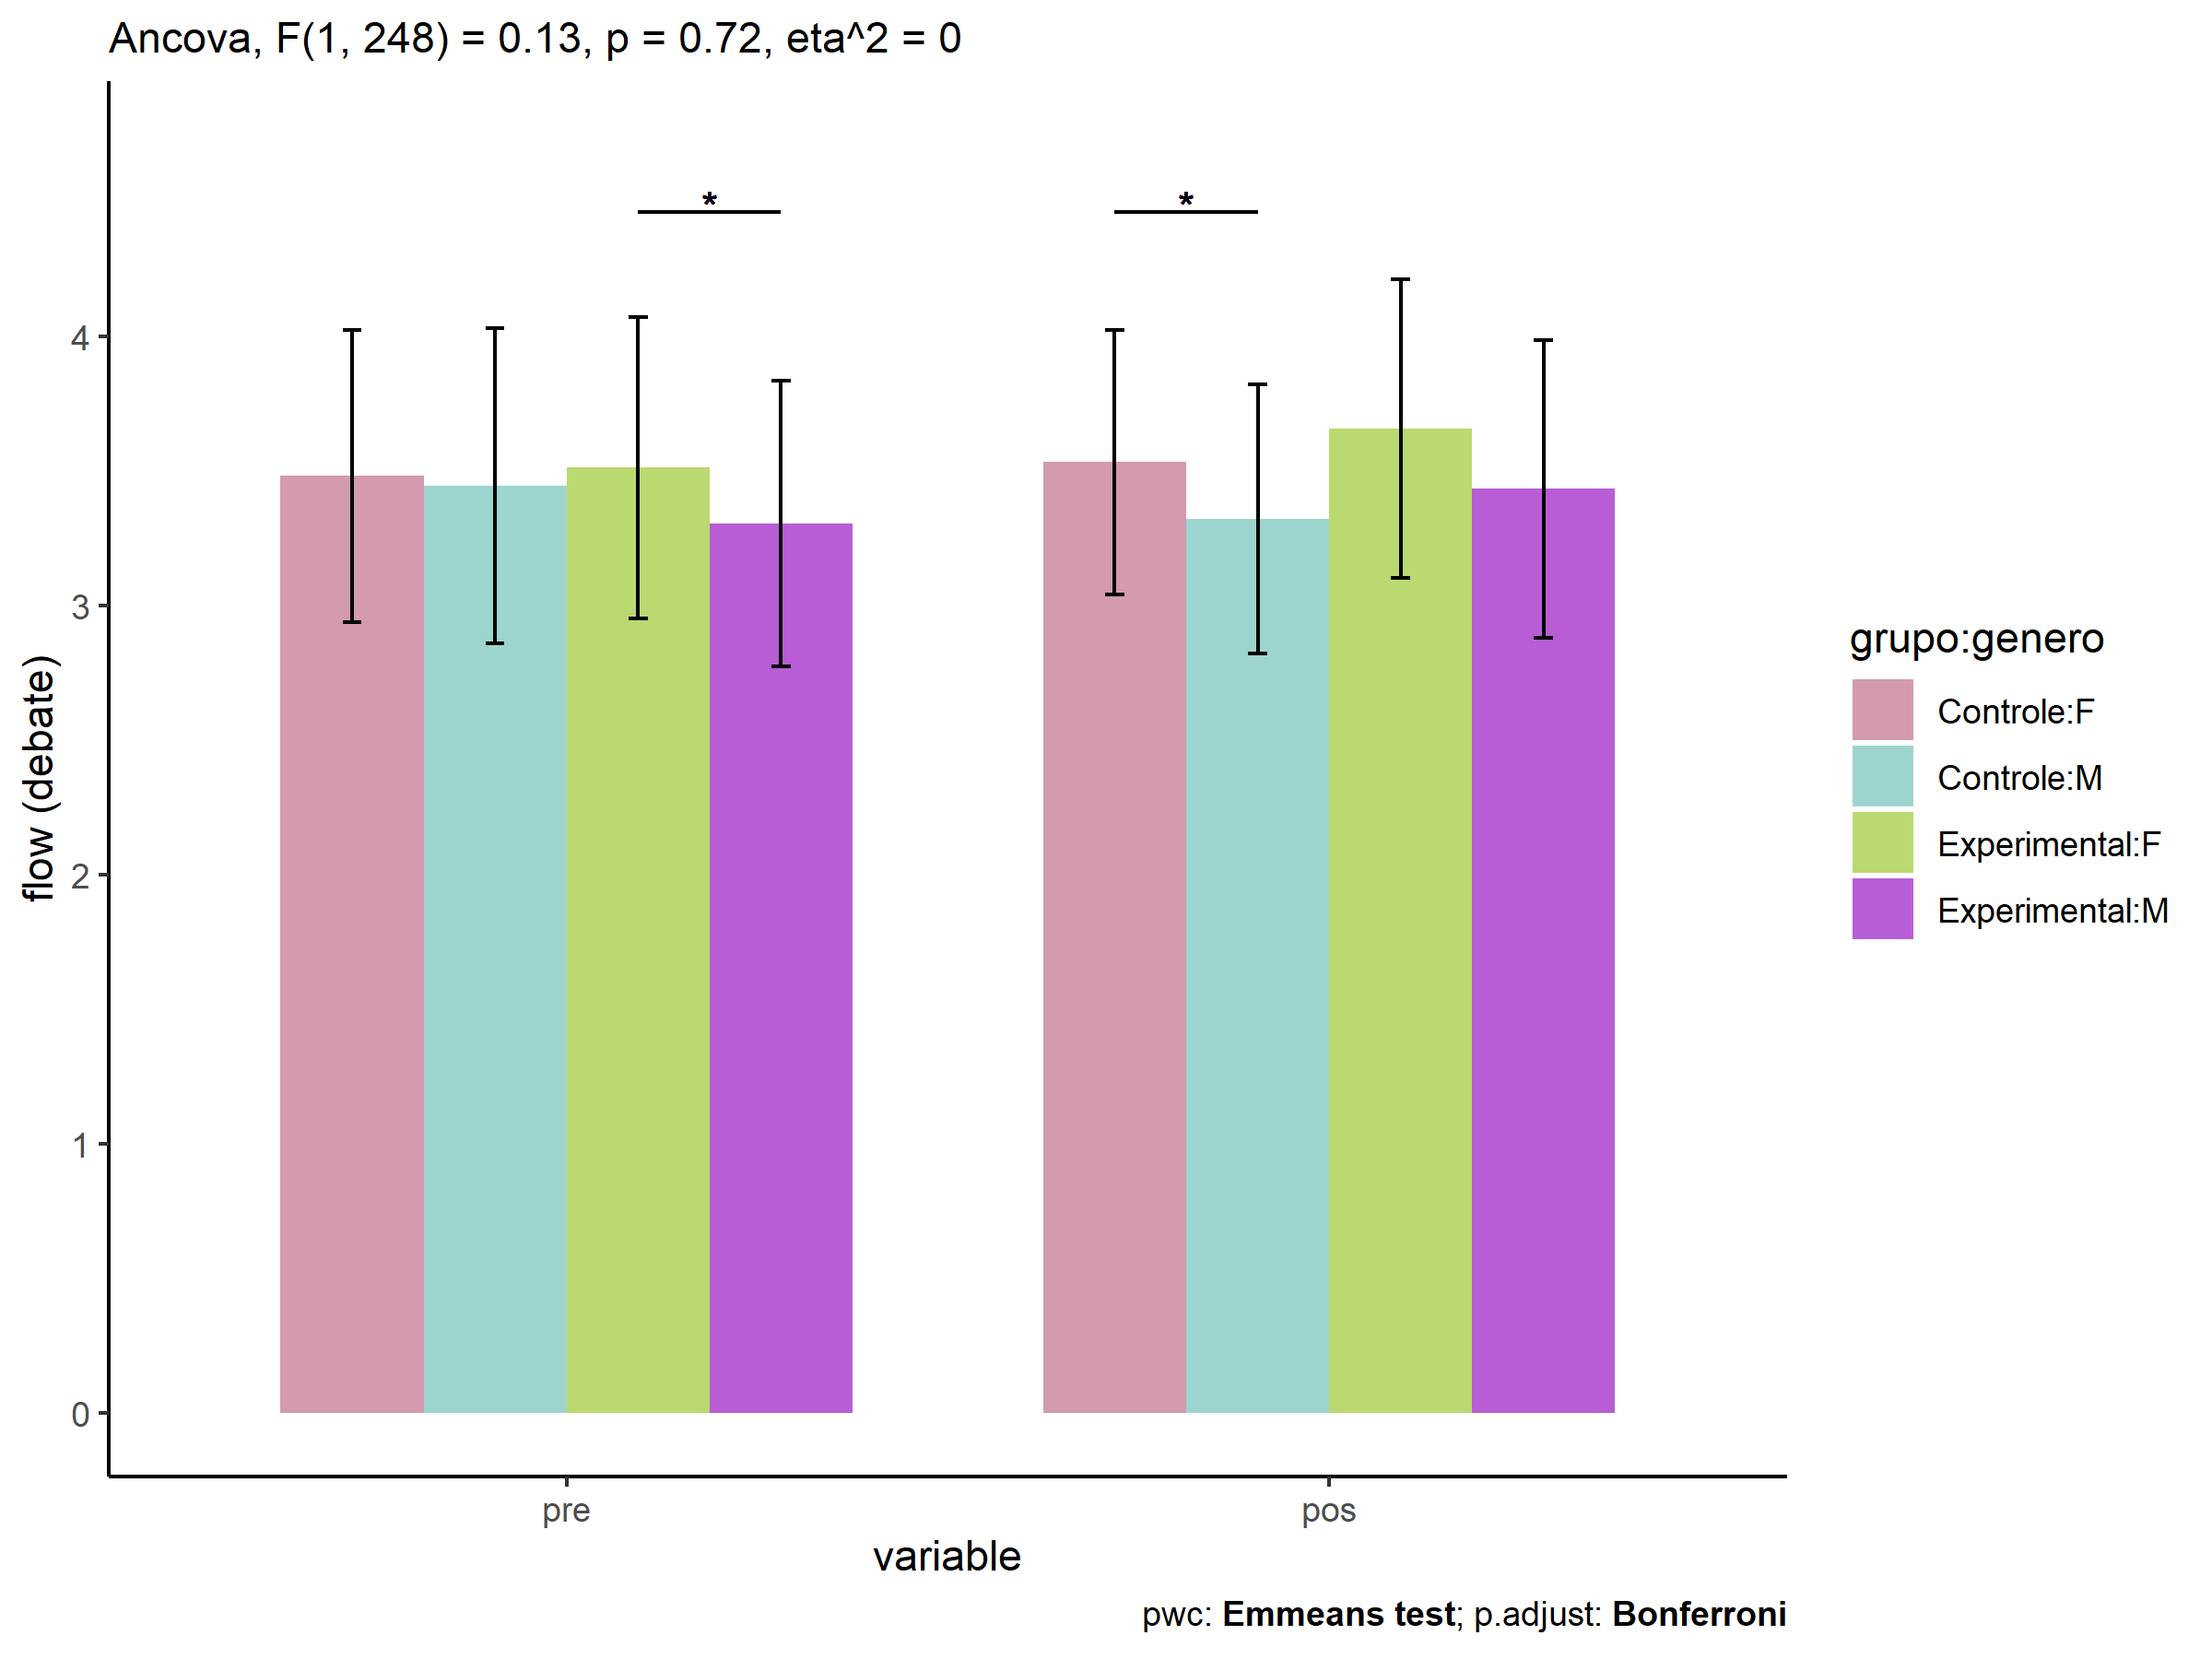 Ancova, F(1, 248) = 0.13, p = 0.72, eta^2 = 0
*
*
4
3
2
1
0
flow (debate)
pre
pos
variable
grupo:genero
Controle:F
Controle:M
Experimental:F
Experimental:M
pwc: Emmeans test; p.adjust: Bonferroni